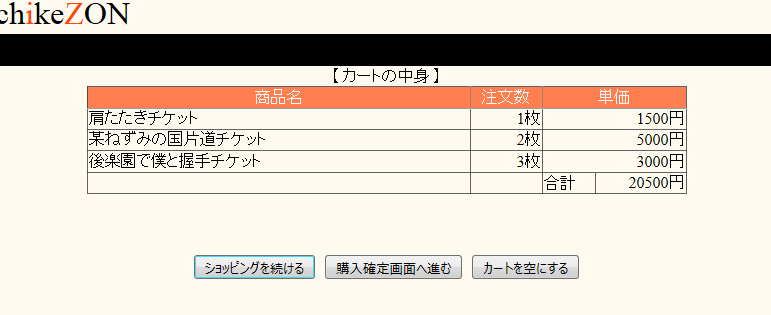 chikeZON
【カートの中身】
商品名 注文数 単価
肩たたきチケット 1枚 1500円
某ねずみの国片道チケット 2枚 5000円
後楽園で僕と握手チケット 3枚 3000円
合計 20500円
ショッピングを続ける 購入確定画面へ進む カートを空にする